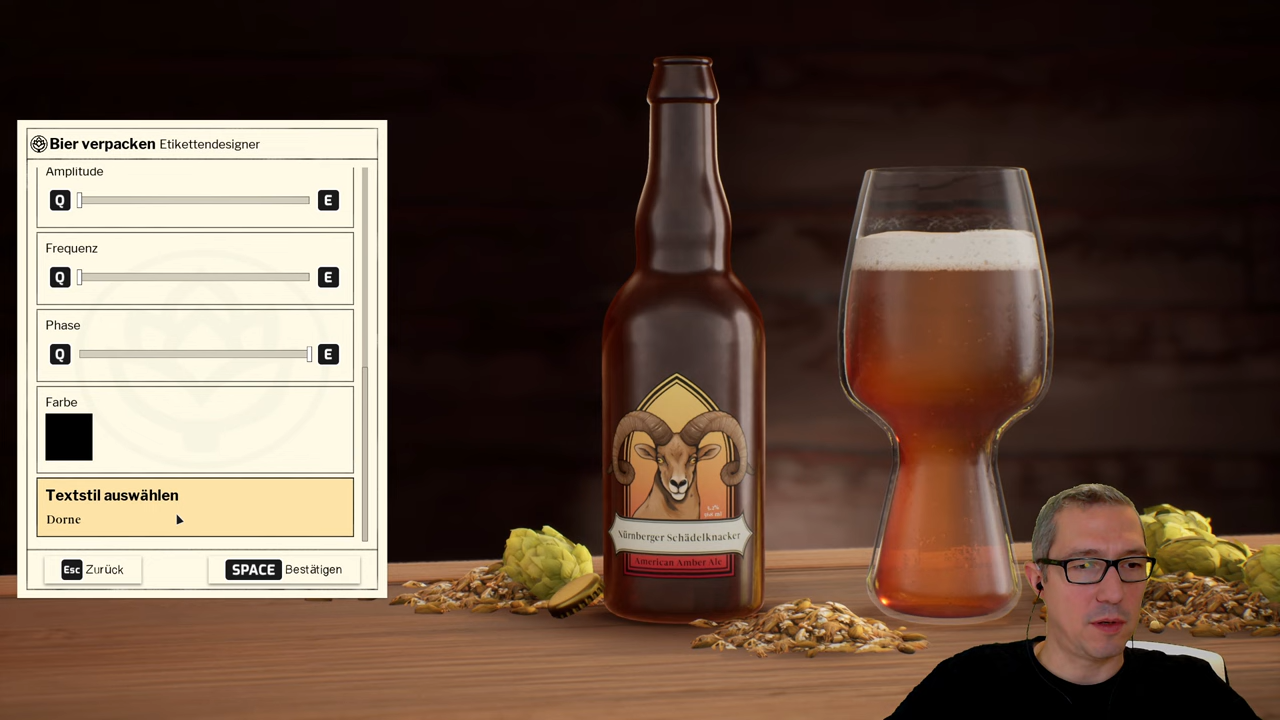 Bier verpacken Etikettendesigner
Amplitude
Q E
Frequenz
Q E
Phase
Q E
Farbe
Textstil auswählen
Dorne
Esc Zurück SPACE Bestätigen
Nürnberger Schädelknacker
American Amber Ale